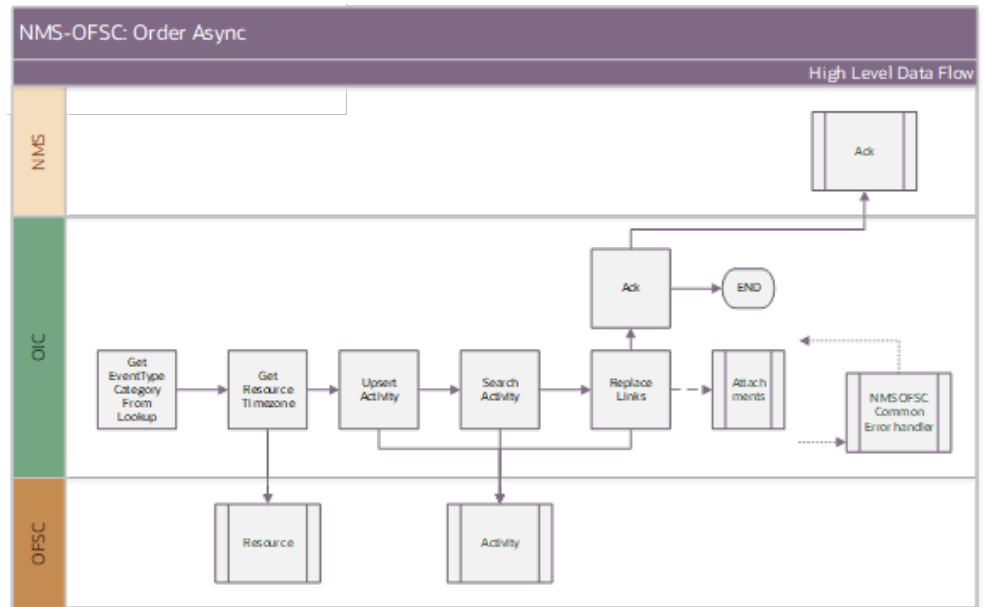 NMS-OFSC: Order Async
High Level Data Flow
NMS
Ack
OIC
Ack
END
Get
EventType
Category
From
Lookup
Get
Resource
Timezone
Upsert
Activity
Search
Activity
Replace
Links
Attach
ments
NMSOFSC
Common
Error handler
OFSC
Resource
Activity